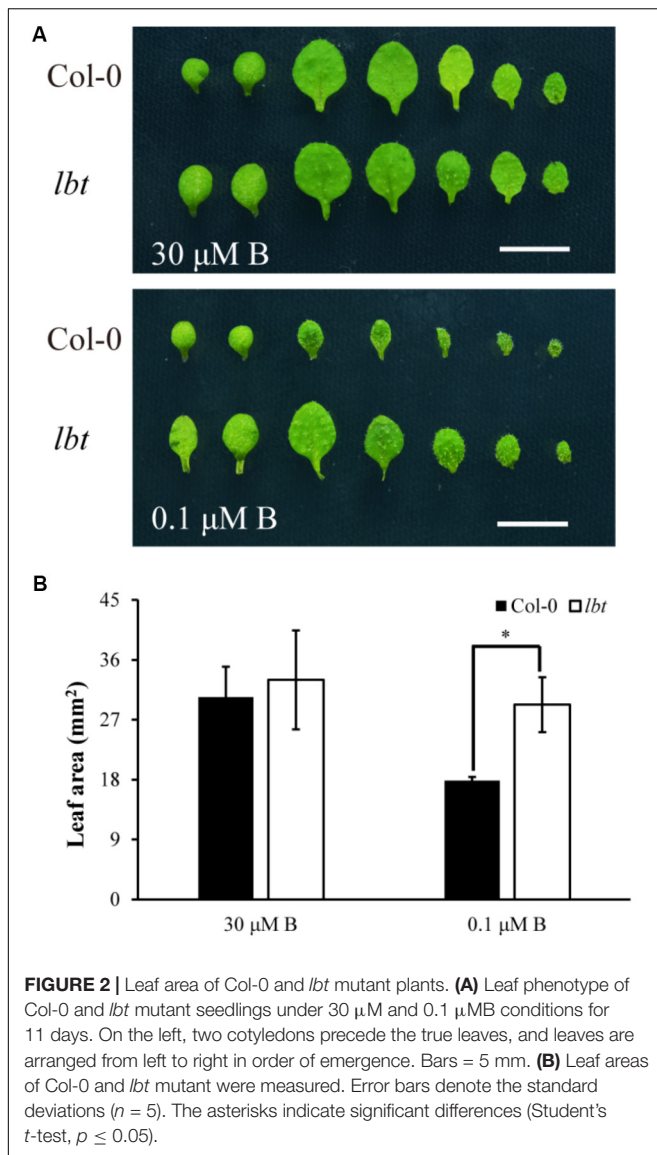 A
Col-0
lbt
30 μM B
Col-0
lbt
0.1 μM B
B
Col-0 lbt
45
36
27
18
9
0
*
Leaf area (mm²)
30 μM B 0.1 μM B
FIGURE 2 | Leaf area of Col-0 and lbt mutant plants. (A) Leaf phenotype of
Col-0 and lbt mutant seedlings under 30 μM and 0.1 μMB conditions for
11 days. On the left, two cotyledons precede the true leaves, and leaves are
arranged from left to right in order of emergence. Bars = 5 mm. (B) Leaf areas
of Col-0 and lbt mutant were measured. Error bars denote the standard
deviations (n = 5). The asterisks indicate significant differences (Student's
t-test, p ≤ 0.05).